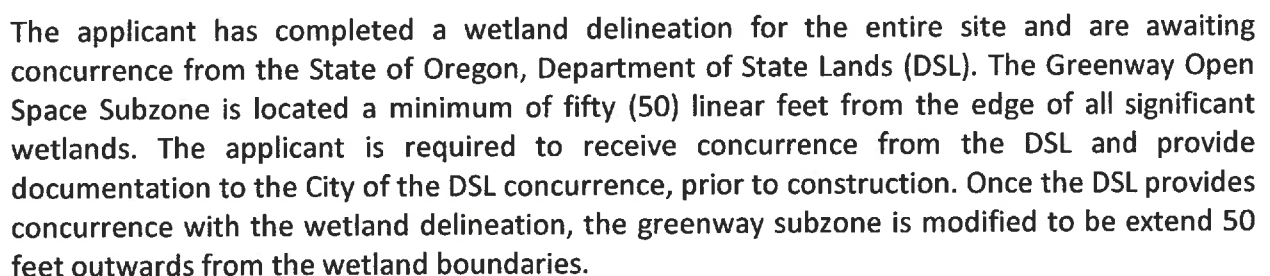 The applicant has completed a wetland delineation for the entire site and are awaiting
concurrence from the State of Oregon, Department of State Lands (DSL). The Greenway Open
Space Subzone is located a minimum of fifty (50) linear feet from the edge of all significant
wetlands. The applicant is required to receive concurrence from the DSL and provide
documentation to the City of the DSL concurrence, prior to construction. Once the DSL provides
concurrence with the wetland delineation, the greenway subzone is modified to be extend 50
feet outwards from the wetland boundaries.